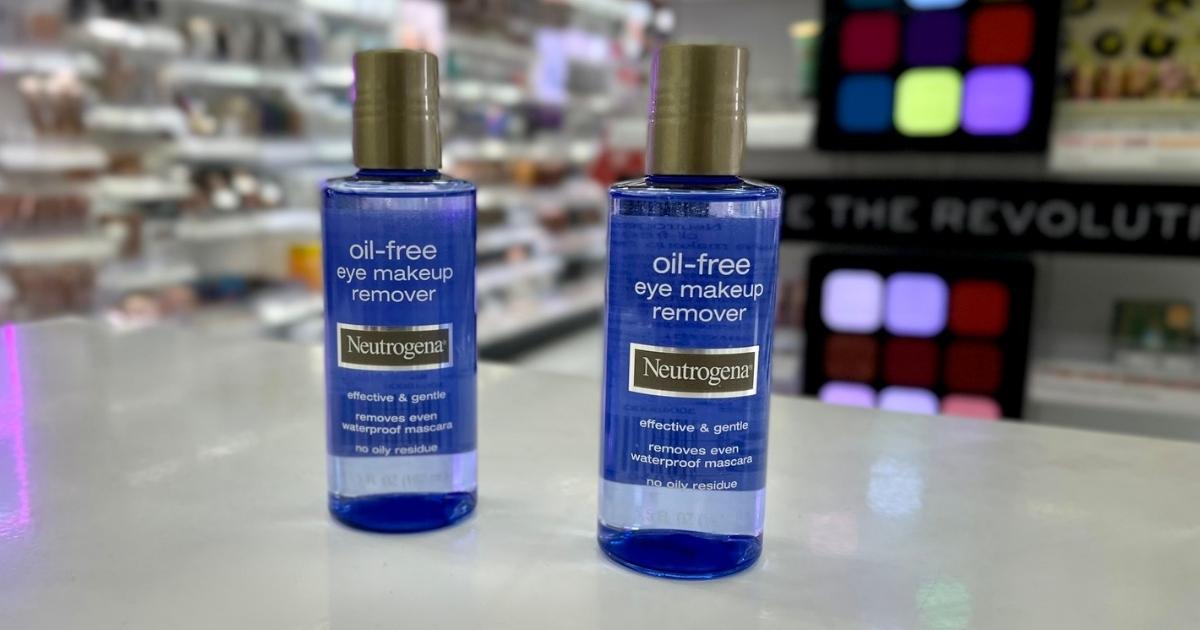 oil-free
eye makeup
remover
Neutrogena®
effective & gentle
removes even
waterproof mascara
no oily residue
oil-free
eye makeup
remover
Neutrogena®
effective & gentle
removes even
waterproof mascara
no oily residue
E THE REVOLUTI